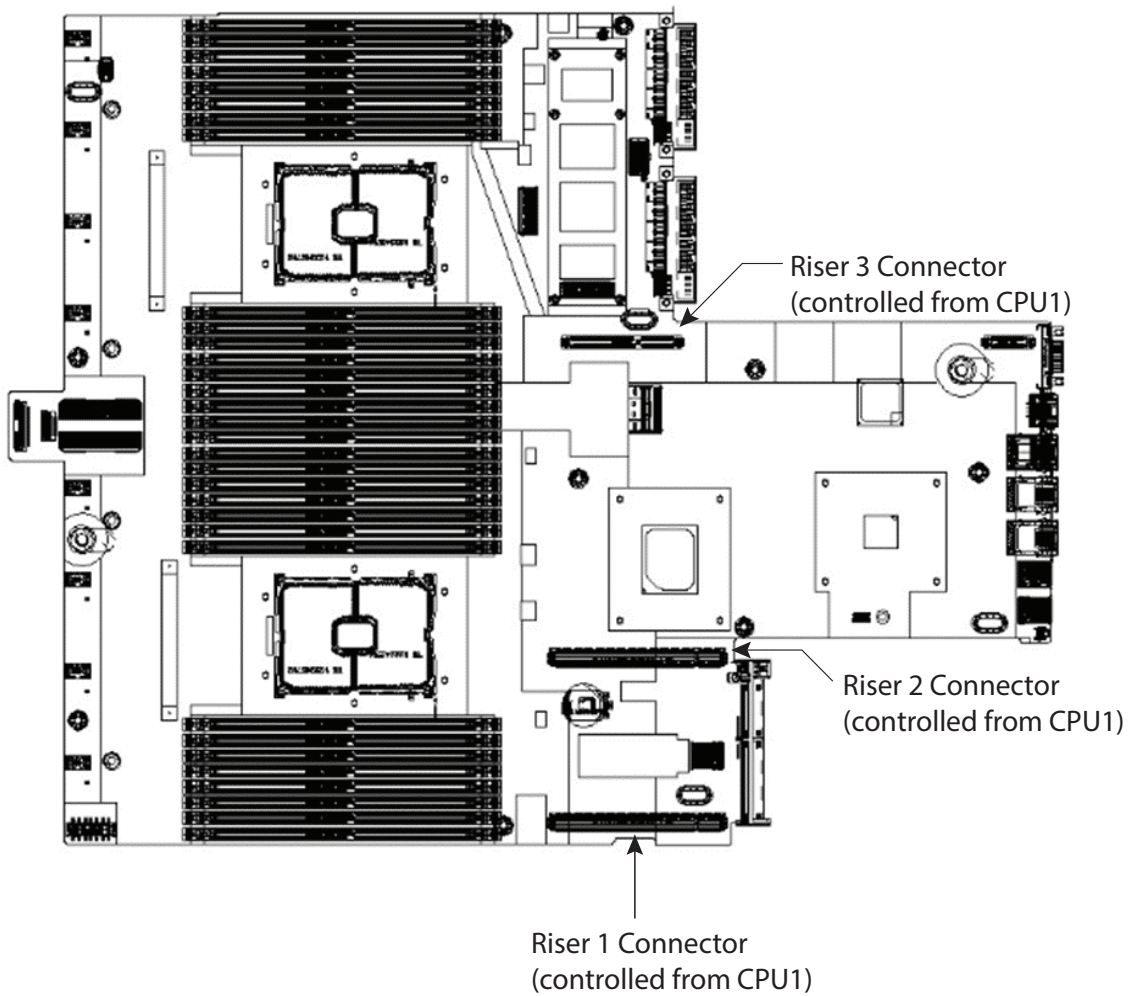 Riser 3 Connector
(controlled from CPU1)
Riser 2 Connector
(controlled from CPU1)
Riser 1 Connector
(controlled from CPU1)